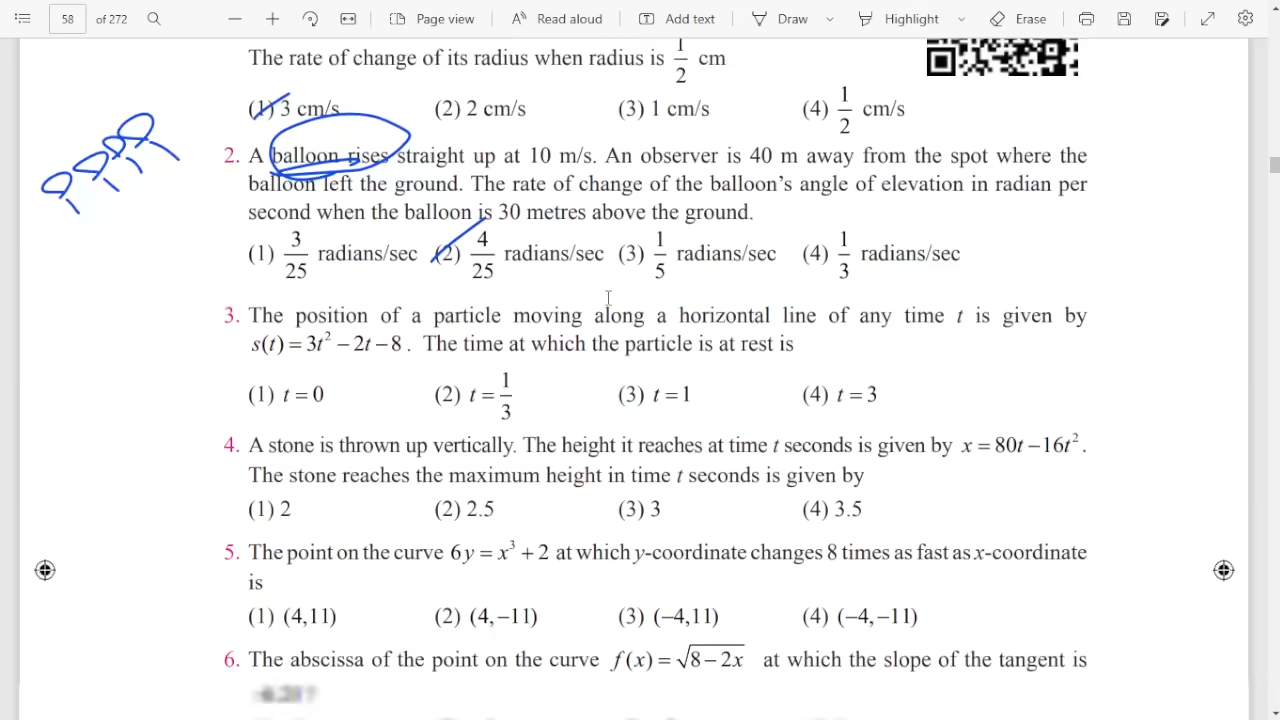 58 of 272 Page view Read aloud Add text Draw Highlight Erase
The rate of change of its radius when radius is 1/2 cm
(1) 3 cm/s (2) 2 cm/s (3) 1 cm/s (4) 1/2 cm/s
2. A balloon rises straight up at 10 m/s. An observer is 40 m away from the spot where the
balloon left the ground. The rate of change of the balloon's angle of elevation in radian per
second when the balloon is 30 metres above the ground.
(1) 3/25 radians/sec (2) 4/25 radians/sec (3) 1/5 radians/sec (4) 1/3 radians/sec
3. The position of a particle moving along a horizontal line of any time t is given by
s(t) = 3t² − 2t − 8 . The time at which the particle is at rest is
(1) t = 0 (2) t = 1/3 (3) t = 1 (4) t = 3
4. A stone is thrown up vertically. The height it reaches at time t seconds is given by x = 80t − 16t² .
The stone reaches the maximum height in time t seconds is given by
(1) 2 (2) 2.5 (3) 3 (4) 3.5
5. The point on the curve 6y = x³ + 2 at which y-coordinate changes 8 times as fast as x-coordinate
is
(1) (4,11) (2) (4,−11) (3) (−4,11) (4) (−4,−11)
6. The abscissa of the point on the curve f(x) = √(8 − 2x) at which the slope of the tangent is